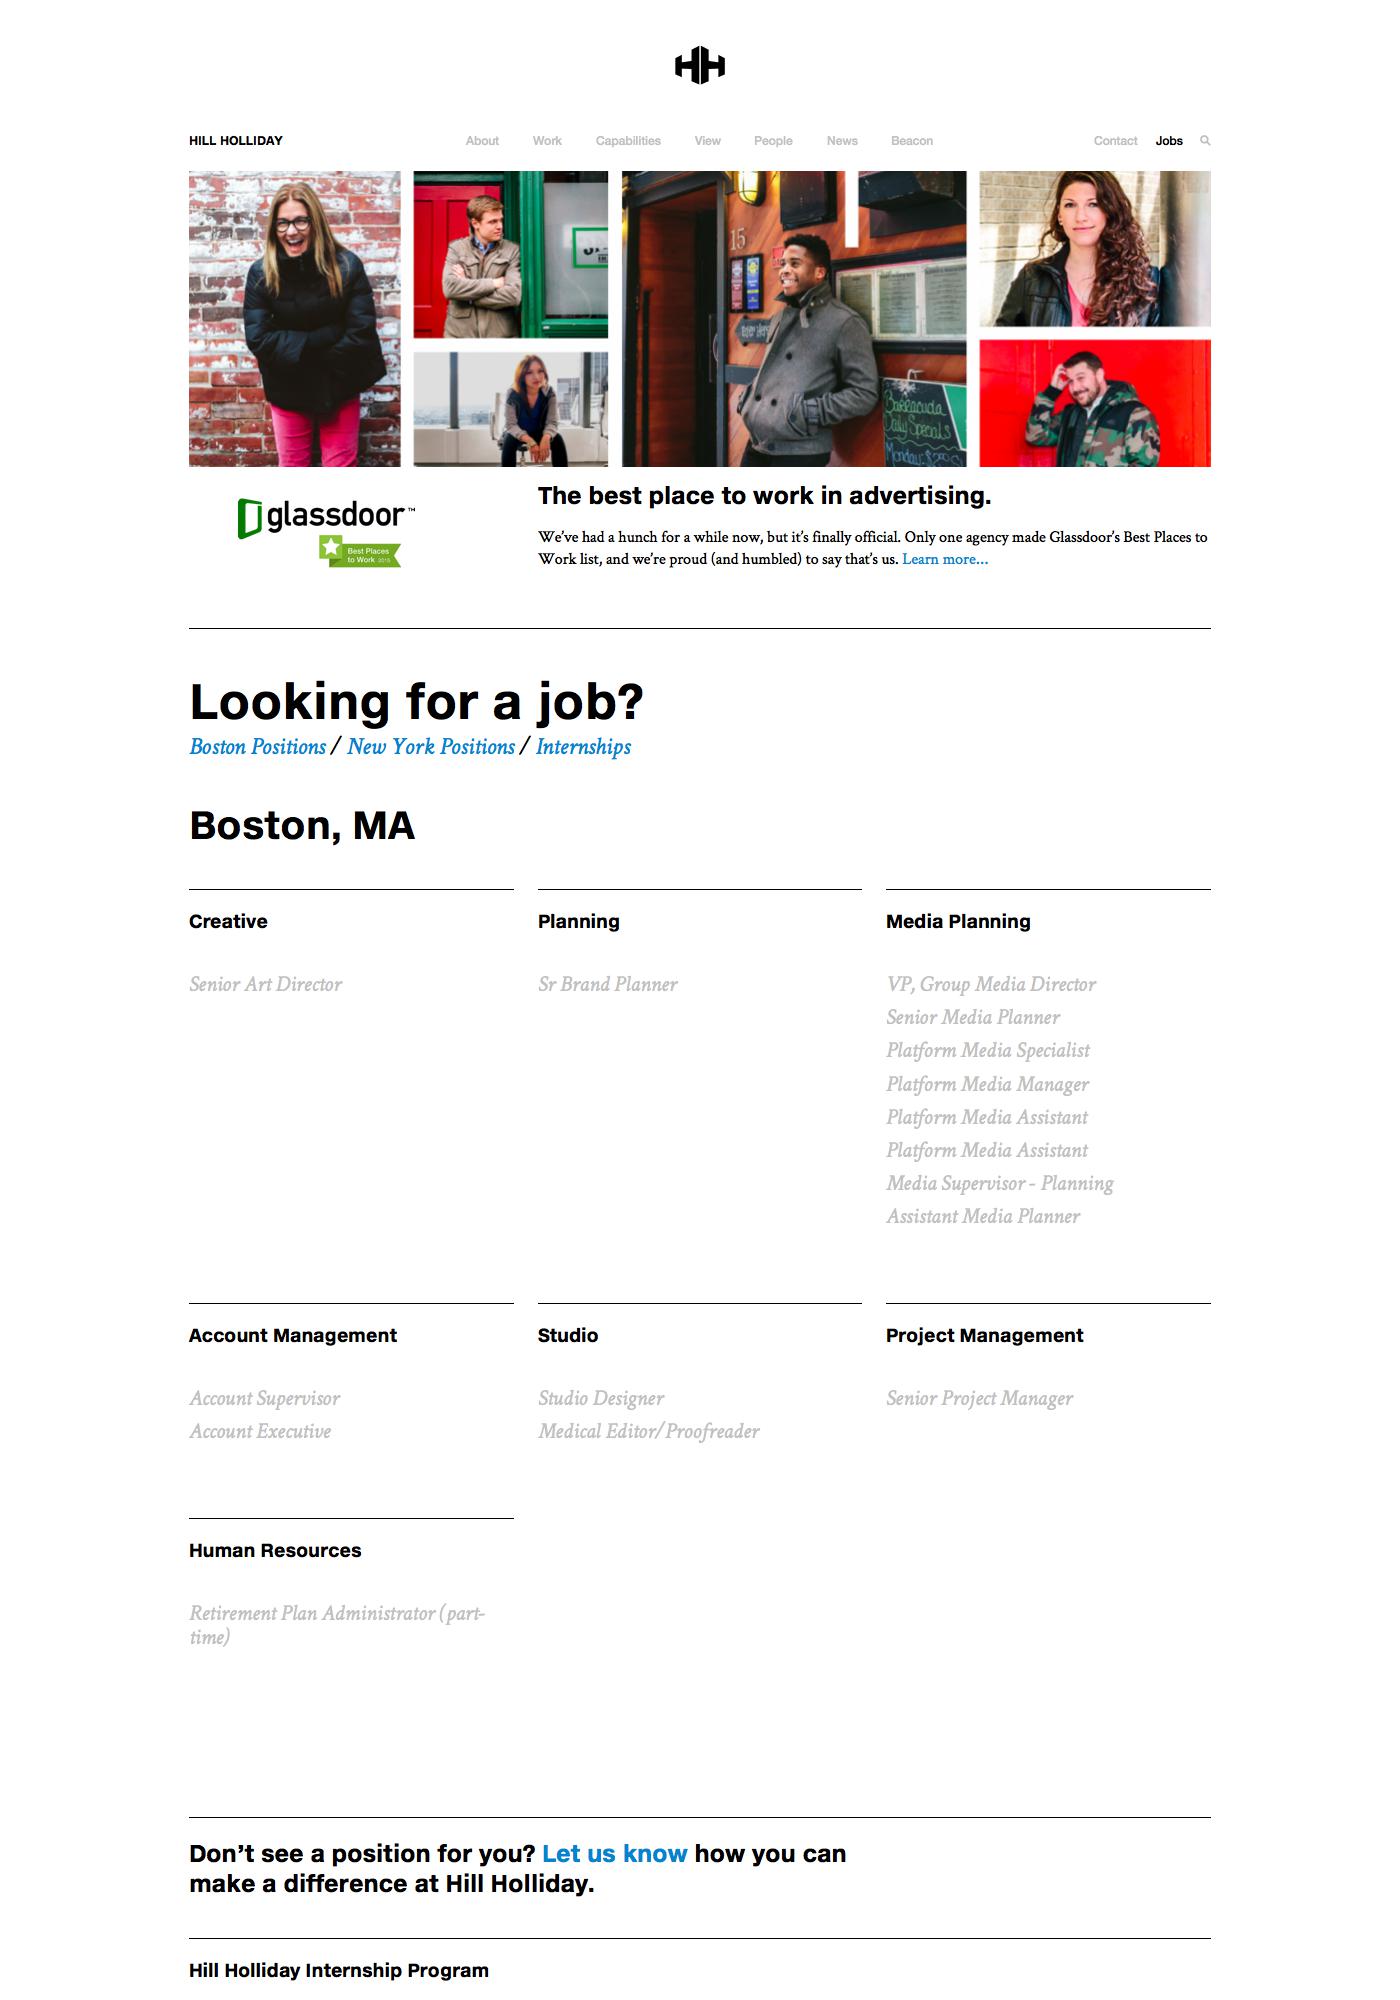 HH
HILL HOLLIDAY
About Work Capabilities View People News Beacon
Contact Jobs
15
Barracuda
Daily Specials
glassdoor™
Best Places
to Work 2015
The best place to work in advertising.
We’ve had a hunch for a while now, but it’s finally official. Only one agency made Glassdoor’s Best Places to
Work list, and we’re proud (and humbled) to say that’s us. Learn more...
Looking for a job?
Boston Positions / New York Positions / Internships
Boston, MA
Creative
Senior Art Director
Planning
Sr Brand Planner
Media Planning
VP, Group Media Director
Senior Media Planner
Platform Media Specialist
Platform Media Manager
Platform Media Assistant
Platform Media Assistant
Media Supervisor - Planning
Assistant Media Planner
Account Management
Account Supervisor
Account Executive
Studio
Studio Designer
Medical Editor/Proofreader
Project Management
Senior Project Manager
Human Resources
Retirement Plan Administrator (part-
time)
Don’t see a position for you? Let us know how you can
make a difference at Hill Holliday.
Hill Holliday Internship Program